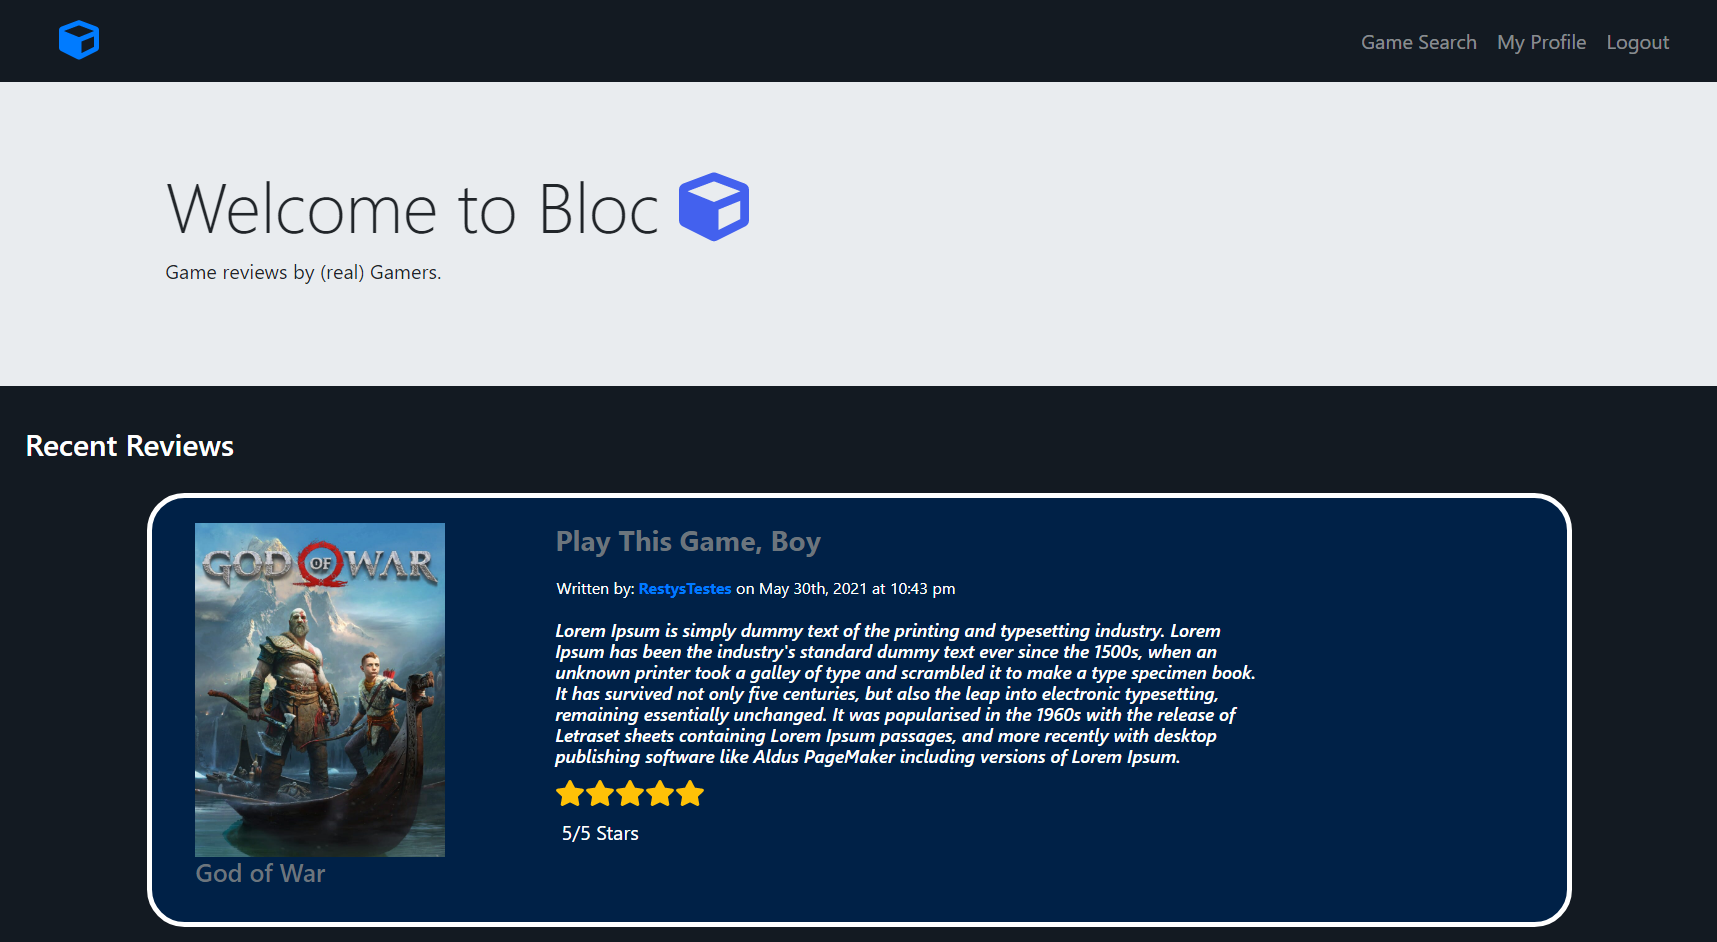 Game Search My Profile Logout
Welcome to Bloc
Game reviews by (real) Gamers.
Recent Reviews
GOD OF WAR
God of War
Play This Game, Boy
Written by: RestysTestes on May 30th, 2021 at 10:43 pm
Lorem Ipsum is simply dummy text of the printing and typesetting industry. Lorem
Ipsum has been the industry's standard dummy text ever since the 1500s, when an
unknown printer took a galley of type and scrambled it to make a type specimen book.
It has survived not only five centuries, but also the leap into electronic typesetting,
remaining essentially unchanged. It was popularised in the 1960s with the release of
Letraset sheets containing Lorem Ipsum passages, and more recently with desktop
publishing software like Aldus PageMaker including versions of Lorem Ipsum.
5/5 Stars